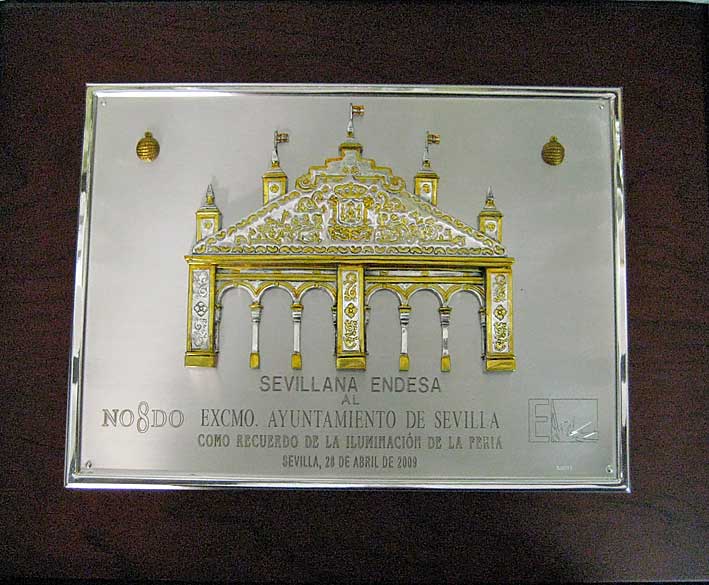 SEVILLANA ENDESA
AL
NO8DO EXCMO. AYUNTAMIENTO DE SEVILLA
COMO RECUERDO DE LA ILUMINACIÓN DE LA FERIA
SEVILLA, 28 DE ABRIL DE 2009